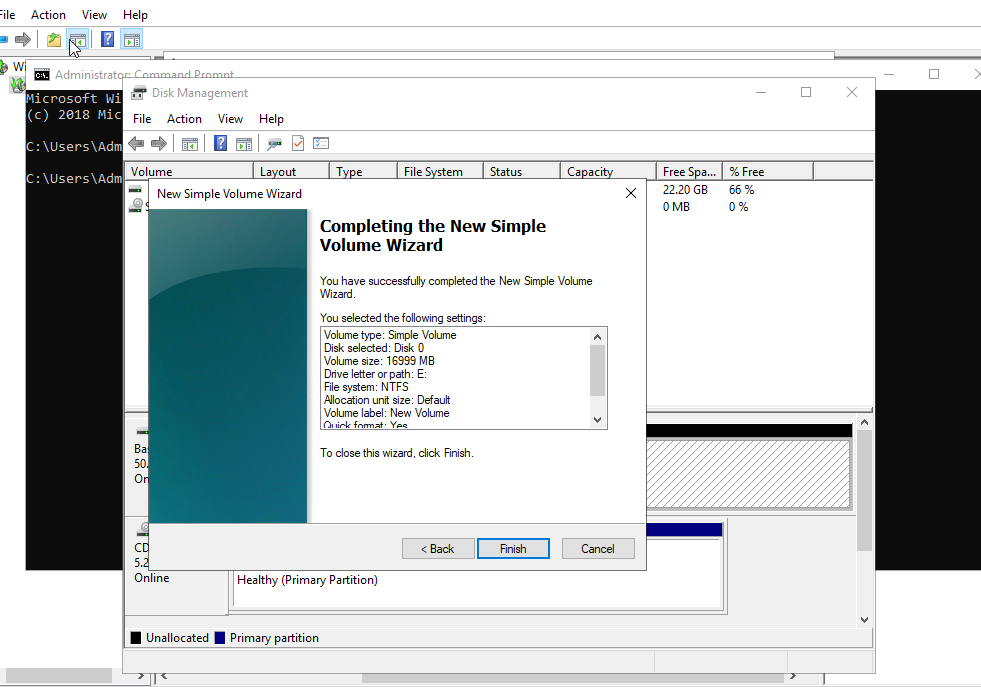 File Action View Help
Administrator: Command Prompt
Microsoft Wi
(c) 2018 Mic
C:\Users\Adm
C:\Users\Adm
Disk Management
File Action View Help
Volume Layout Type File System Status Capacity Free Spa... % Free
22.20 GB 66 %
0 MB 0 %
New Simple Volume Wizard
Completing the New Simple
Volume Wizard
You have successfully completed the New Simple Volume
Wizard.
You selected the following settings:
Volume type: Simple Volume
Disk selected: Disk 0
Volume size: 16999 MB
Drive letter or path: E:
File system: NTFS
Allocation unit size: Default
Volume label: New Volume
Quick format: Yes
To close this wizard, click Finish.
< Back Finish Cancel
Ba
50.
On
CD
5.2
Online
Healthy (Primary Partition)
Unallocated Primary partition